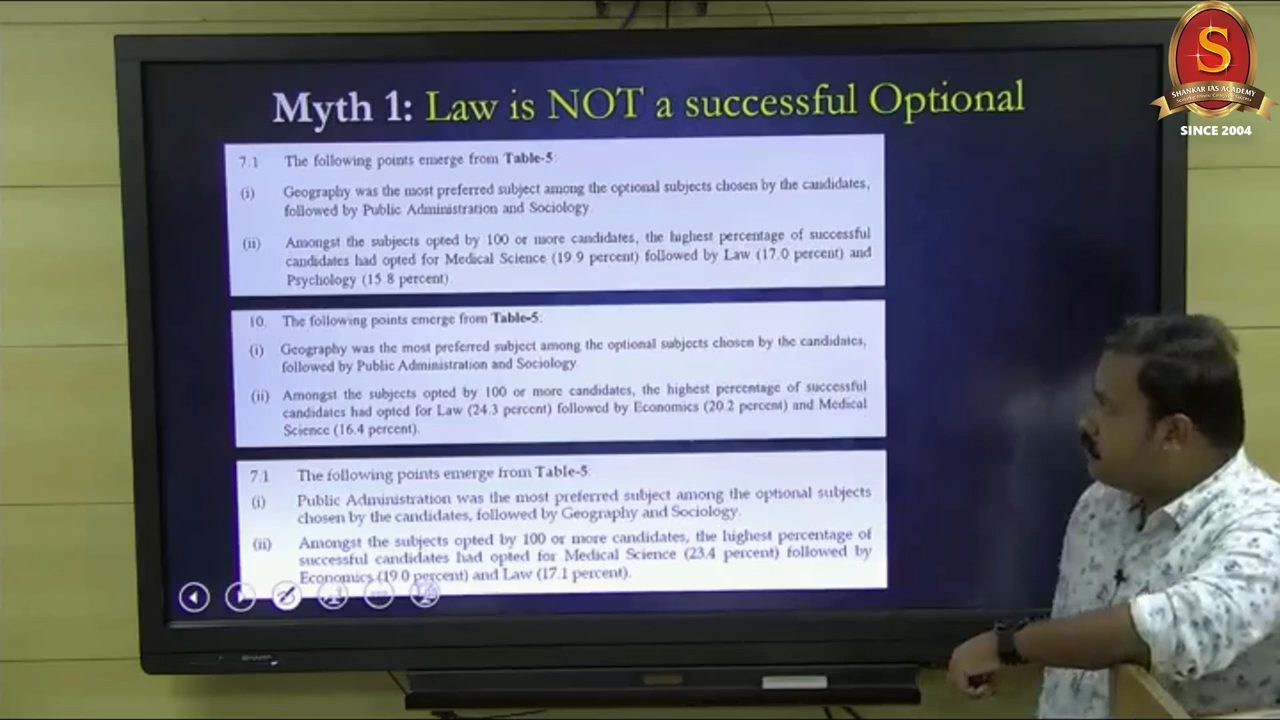 Myth 1: Law is NOT a successful Optional
7.1 The following points emerge from Table-5:
(i) Geography was the most preferred subject among the optional subjects chosen by the candidates,
followed by Public Administration and Sociology.
(ii) Amongst the subjects opted by 100 or more candidates, the highest percentage of successful
candidates had opted for Medical Science (19.9 percent) followed by Law (17.0 percent) and
Psychology (15.8 percent).
10. The following points emerge from Table-5:
(i) Geography was the most preferred subject among the optional subjects chosen by the candidates,
followed by Public Administration and Sociology.
(ii) Amongst the subjects opted by 100 or more candidates, the highest percentage of successful
candidates had opted for Law (24.3 percent) followed by Economics (20.2 percent) and Medical
Science (16.4 percent).
7.1 The following points emerge from Table-5:
(i) Public Administration was the most preferred subject among the optional subjects
chosen by the candidates, followed by Geography and Sociology.
(ii) Amongst the subjects opted by 100 or more candidates, the highest percentage of
successful candidates had opted for Medical Science (23.4 percent) followed by
Economics (19.0 percent) and Law (17.1 percent).
S
SHANKAR IAS ACADEMY
SINCE 2004
SHARP